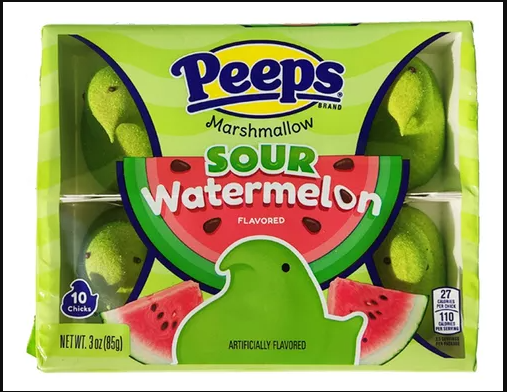 Peeps®
BRAND
Marshmallow
SOUR
Watermelon
FLAVORED
10
Chicks
27
CALORIES
PER CHICK
110
CALORIES
PER SERVING
NET WT. 3 oz (85g)
ARTIFICIALLY FLAVORED